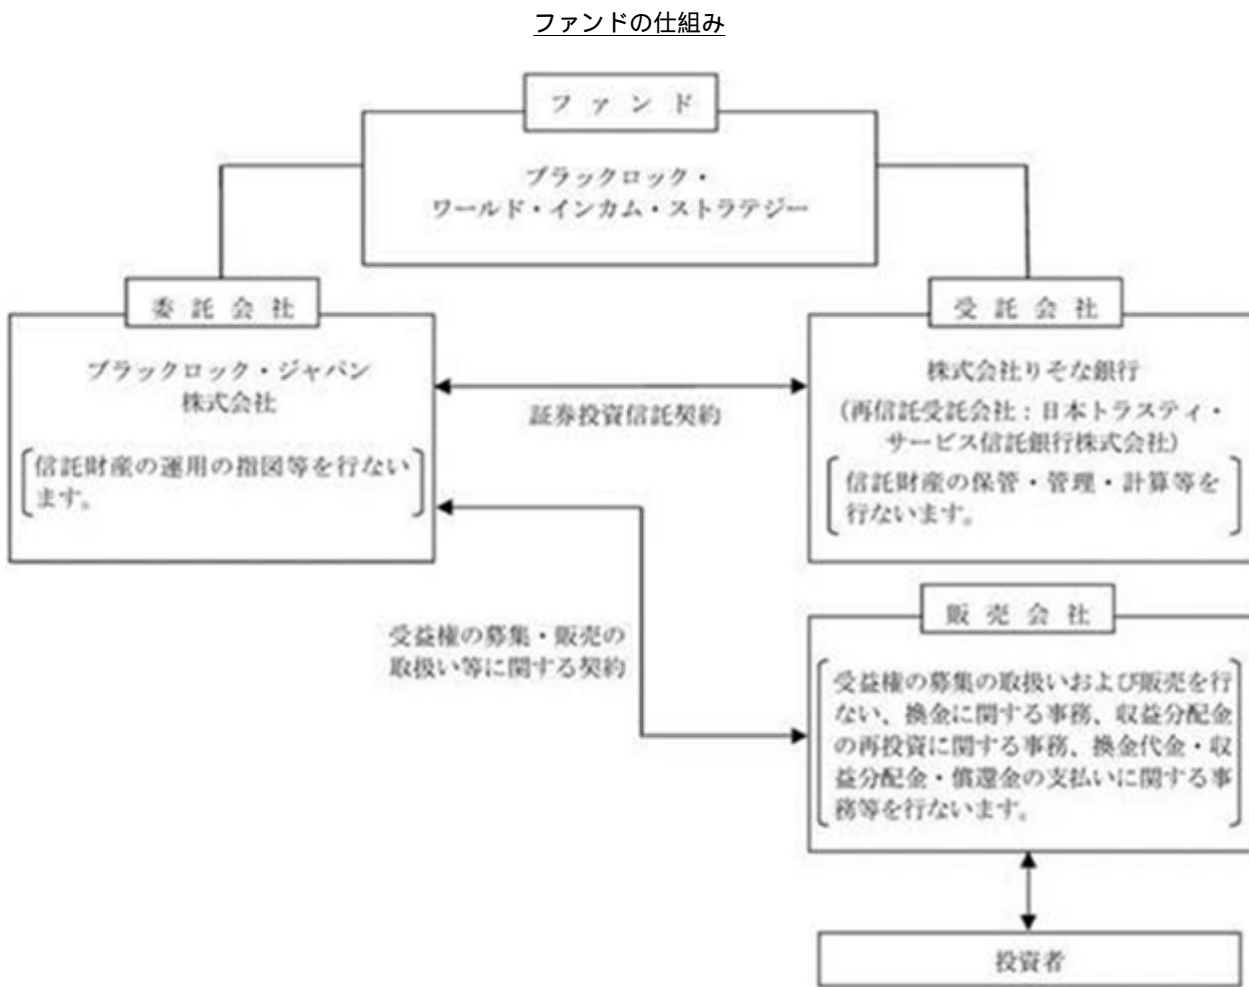 ファンドの仕組み
ファンド
ブラックロック・
ワールド・インカム・ストラテジー
委託会社
ブラックロック・ジャパン
株式会社
信託財産の運用の指図等を行ない
ます。
証券投資信託契約
受託会社
株式会社りそな銀行
(再信託受託会社：日本トラスティ・
サービス信託銀行株式会社)
信託財産の保管・管理・計算等を
行ないます。
受益権の募集・販売の
取扱い等に関する契約
販売会社
受益権の募集の取扱いおよび販売を行
ない、換金に関する事務、収益分配金
の再投資に関する事務、換金代金・収
益分配金・償還金の支払いに関する事
務等を行ないます。
投資者